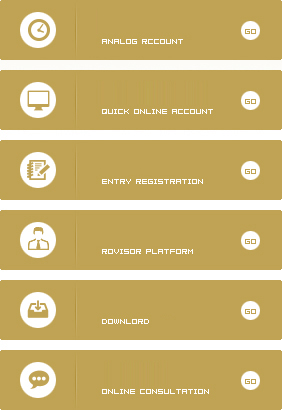 ANALOG ACCOUNT
GO
QUICK ONLINE ACCOUNT
GO
ENTRY REGISTRATION
GO
ADVISOR PLATFORM
GO
DOWNLOAD
GO
ONLINE CONSULTATION
GO